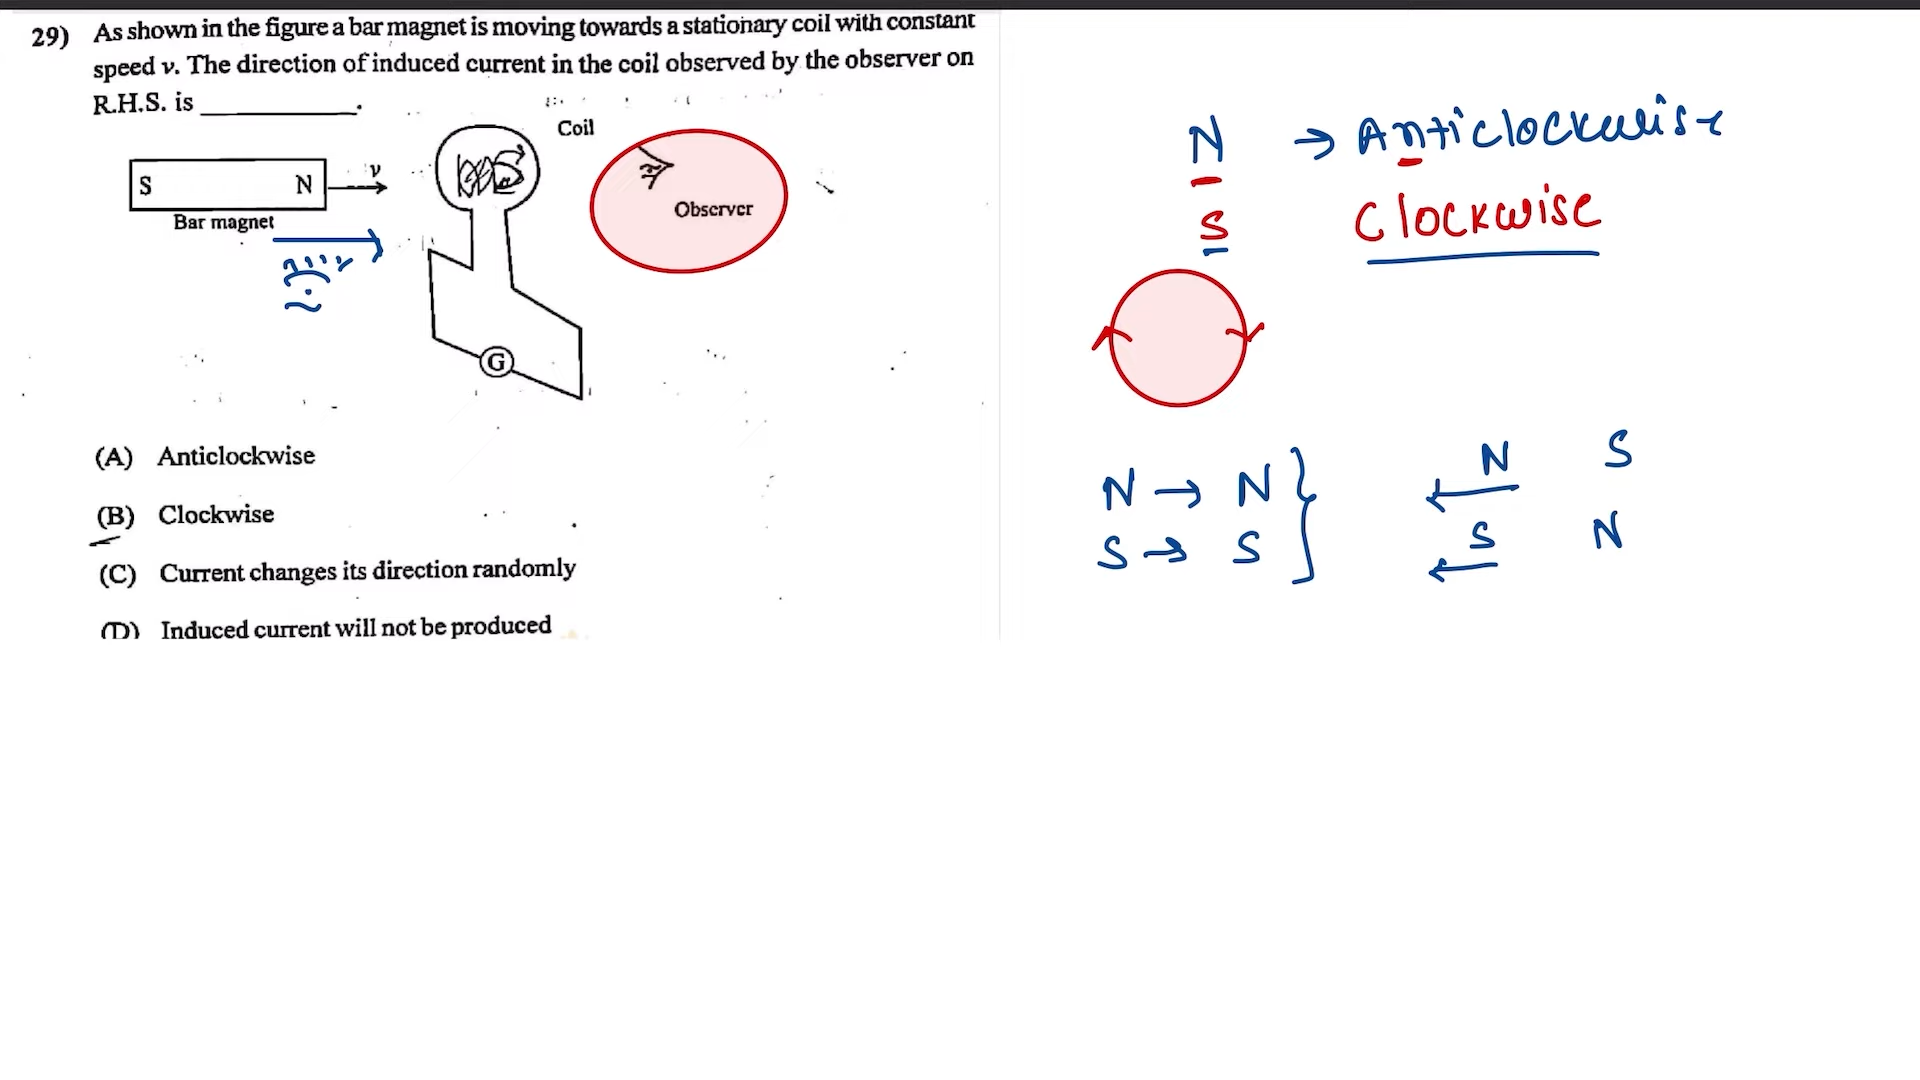 29) As shown in the figure a bar magnet is moving towards a stationary coil with constant
speed v. The direction of induced current in the coil observed by the observer on
R.H.S. is ___________.
Coil
S N v
Bar magnet
Observer
G
(A) Anticlockwise
(B) Clockwise
(C) Current changes its direction randomly
(D) Induced current will not be produced
N → Anticlockwise
S Clockwise
N → N } N S
S → S S N